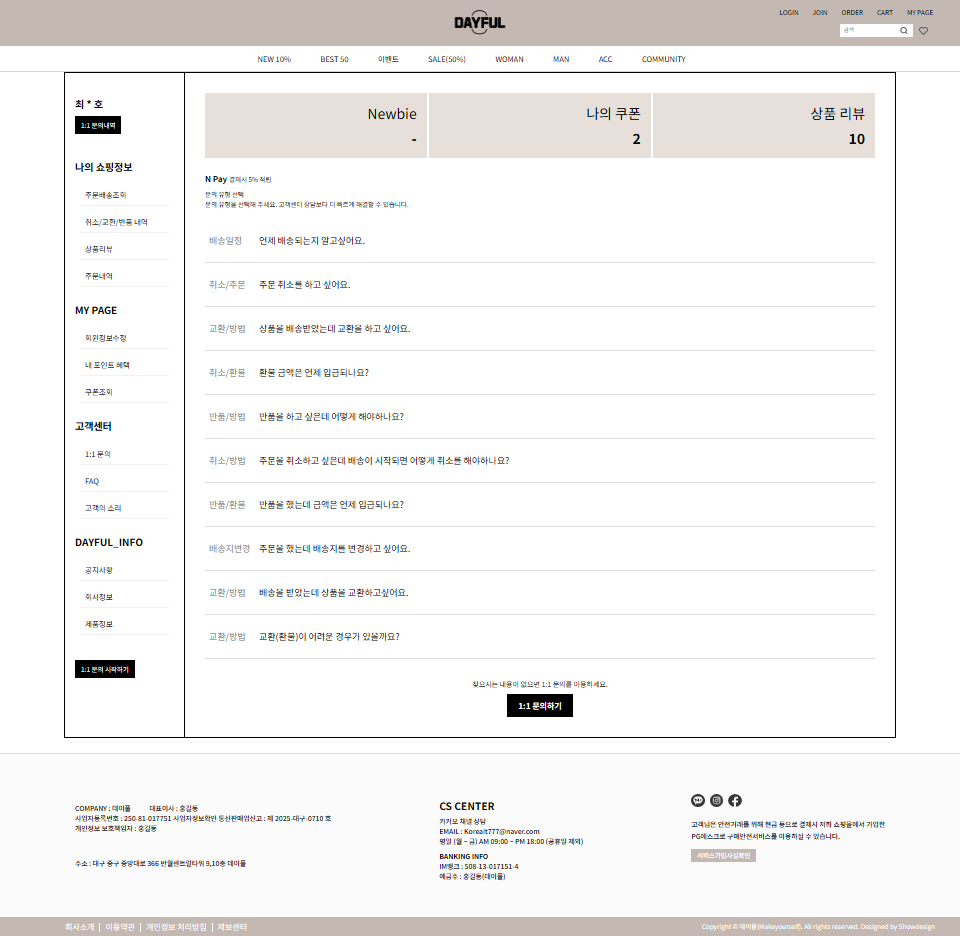 DAYFUL
LOGIN JOIN ORDER CART MY PAGE
검색
NEW 10% BEST 50 이벤트 SALE(50%) WOMAN MAN ACC COMMUNITY
최 * 호
1:1 문의내역
나의 쇼핑정보
주문배송조회
취소/교환/반품 내역
상품리뷰
주문내역
MY PAGE
회원정보수정
내 포인트 혜택
쿠폰조회
고객센터
1:1 문의
FAQ
고객의 소리
DAYFUL_INFO
공지사항
회사정보
제품정보
1:1 문의 시작하기
Newbie
-
나의 쿠폰
2
상품 리뷰
10
N Pay 결제시 5% 적립
문의 유형 선택
문의 유형을 선택해 주세요. 고객센터 상담보다 더 빠르게 해결할 수 있습니다.
배송일정 언제 배송되는지 알고싶어요.
취소/주문 주문 취소를 하고 싶어요.
교환/방법 상품을 배송받았는데 교환을 하고 싶어요.
취소/환불 환불 금액은 언제 입금되나요?
반품/방법 반품을 하고 싶은데 어떻게 해야하나요?
취소/방법 주문을 취소하고 싶은데 배송이 시작되면 어떻게 취소를 해야하나요?
반품/환불 반품을 했는데 금액은 언제 입금되나요?
배송지변경 주문을 했는데 배송지를 변경하고 싶어요.
교환/방법 배송을 받았는데 상품을 교환하고싶어요.
교환/방법 교환(환불)이 어려운 경우가 있을까요?
찾으시는 내용이 없으면 1:1 문의를 이용하세요.
1:1 문의하기
COMPANY : 데이풀 대표이사 : 홍길동
사업자등록번호 : 250-81-017751 사업자정보확인 통신판매업신고 : 제 2025-대구-0710 호
개인정보 보호책임자 : 홍길동
주소 : 대구 중구 중앙대로 366 반월센트럴타워 9,10층 데이풀
CS CENTER
카카오 채널 상담
EMAIL : Koreait777@naver.com
평일 (월 ~ 금) AM 09:00 ~ PM 18:00 (공휴일 제외)
BANKING INFO
IM뱅크 : 508-13-017151-4
예금주 : 홍길동(데이풀)
고객님은 안전거래를 위해 현금 등으로 결제시 저희 쇼핑몰에서 가입한
PG에스크로 구매안전서비스를 이용하실 수 있습니다.
서비스가입사실확인
회사소개 | 이용약관 | 개인정보 처리방침 | 제보센터
Copyright © 데이풀(Makeyourself). All rights reserved. Designed by Showdesign